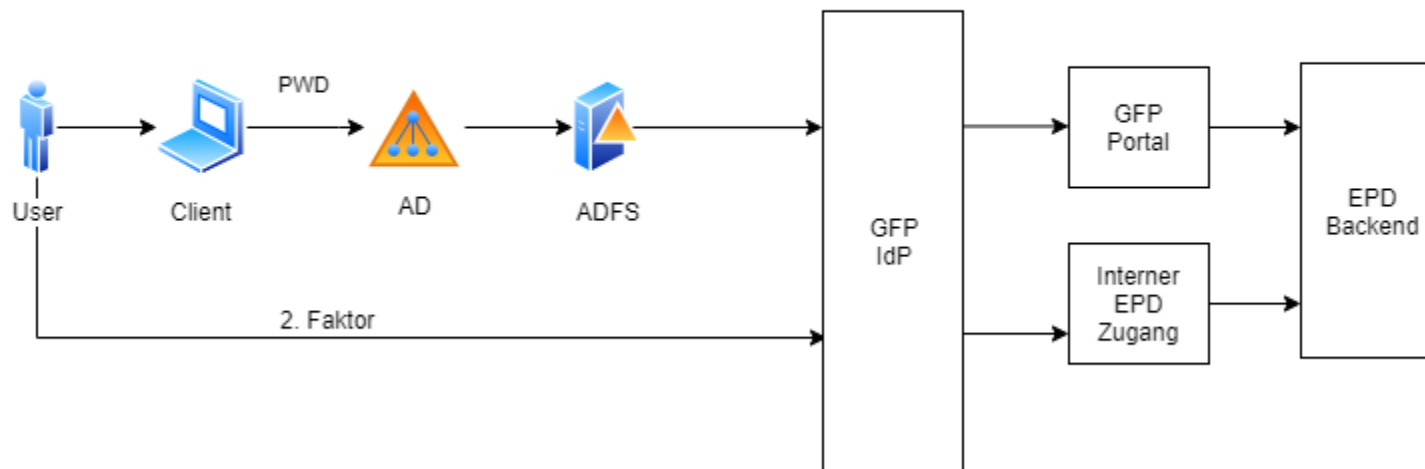 PWD
User
Client
AD
ADFS
2. Faktor
GFP
IdP
GFP
Portal
Interner
EPD
Zugang
EPD
Backend